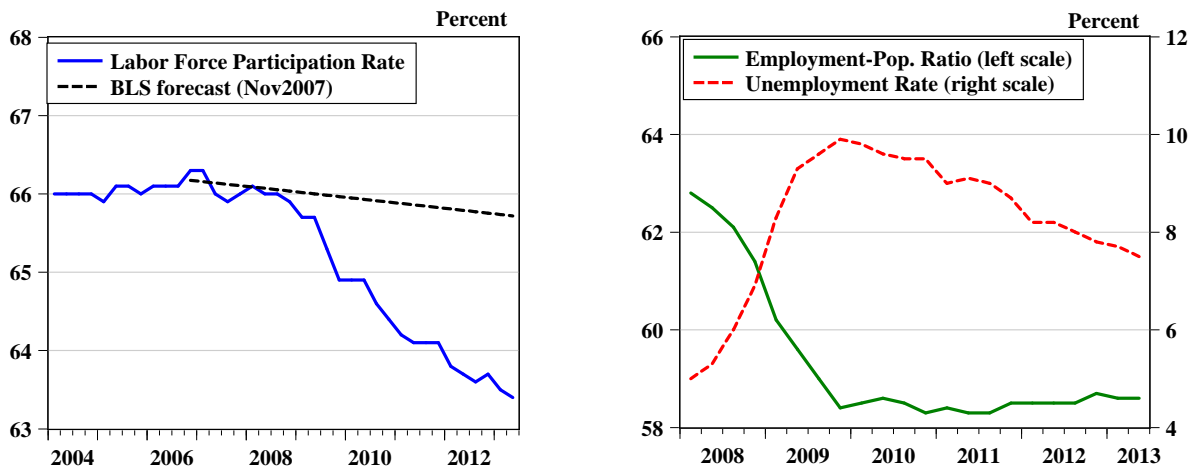 Percent
68
67
66
65
64
63
Labor Force Participation Rate
BLS forecast (Nov2007)
2004 2006 2008 2010 2012
Percent
66
64
62
60
58
12
10
8
6
4
Employment-Pop. Ratio (left scale)
Unemployment Rate (right scale)
2008 2009 2010 2011 2012 2013